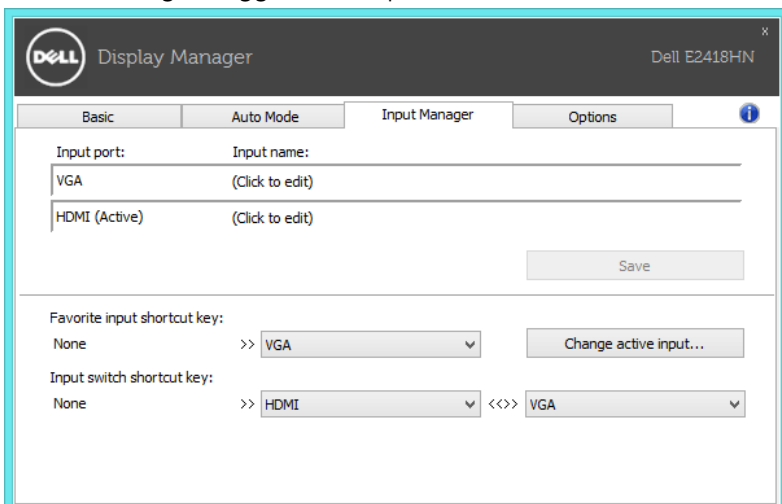 x
DELL Display Manager Dell E2418HN
Basic Auto Mode Input Manager Options i
Input port: Input name:
VGA (Click to edit)
HDMI (Active) (Click to edit)
Save
Favorite input shortcut key:
None >> VGA Change active input...
Input switch shortcut key:
None >> HDMI <<>> VGA